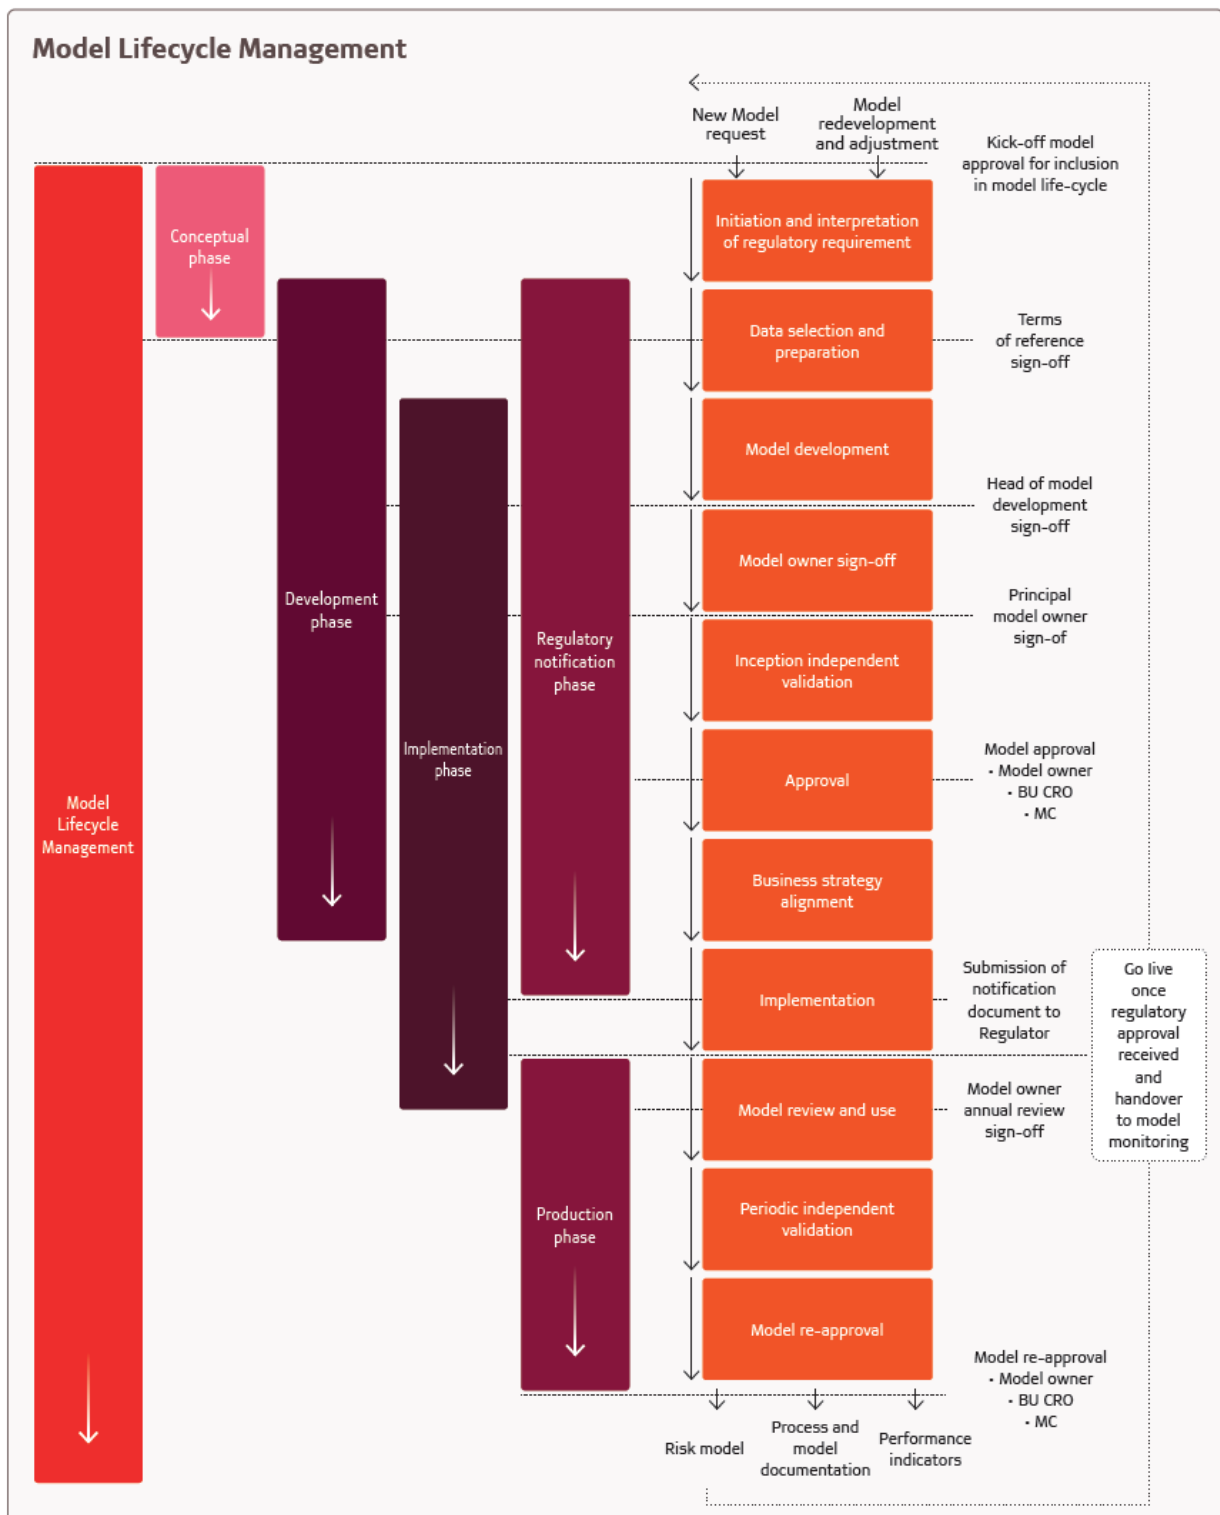 Model Lifecycle Management
New Model
request
Model
redevelopment
and adjustment
Kick-off model
approval for inclusion
in model life-cycle
Conceptual
phase
Initiation and interpretation
of regulatory requirement
Data selection and
preparation
Terms
of reference
sign-off
Model development
Head of model
development
sign-off
Model owner sign-off
Development
phase
Principal
model owner
sign-of
Regulatory
notification
phase
Inception independent
validation
Implementation
phase
Approval
Model approval
• Model owner
• BU CRO
• MC
Model
Lifecycle
Management
Business strategy
alignment
Implementation
Submission of
notification
document to
Regulator
Go live
once
regulatory
approval
received
and
handover
to model
monitoring
Model review and use
Model owner
annual review
sign-off
Production
phase
Periodic independent
validation
Model re-approval
Model re-approval
• Model owner
• BU CRO
• MC
Risk model
Process and
model
documentation
Performance
indicators